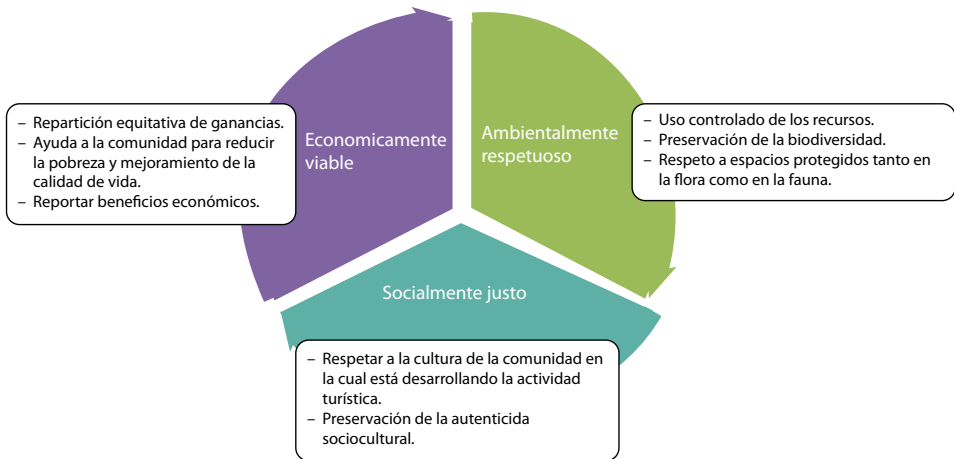 Economicamente
viable
– Repartición equitativa de ganancias.
– Ayuda a la comunidad para reducir
la pobreza y mejoramiento de la
calidad de vida.
– Reportar beneficios económicos.
Ambientalmente
respetuoso
– Uso controlado de los recursos.
– Preservación de la biodiversidad.
– Respeto a espacios protegidos tanto en
la flora como en la fauna.
Socialmente justo
– Respetar a la cultura de la comunidad en
la cual está desarrollando la actividad
turística.
– Preservación de la autenticida
sociocultural.